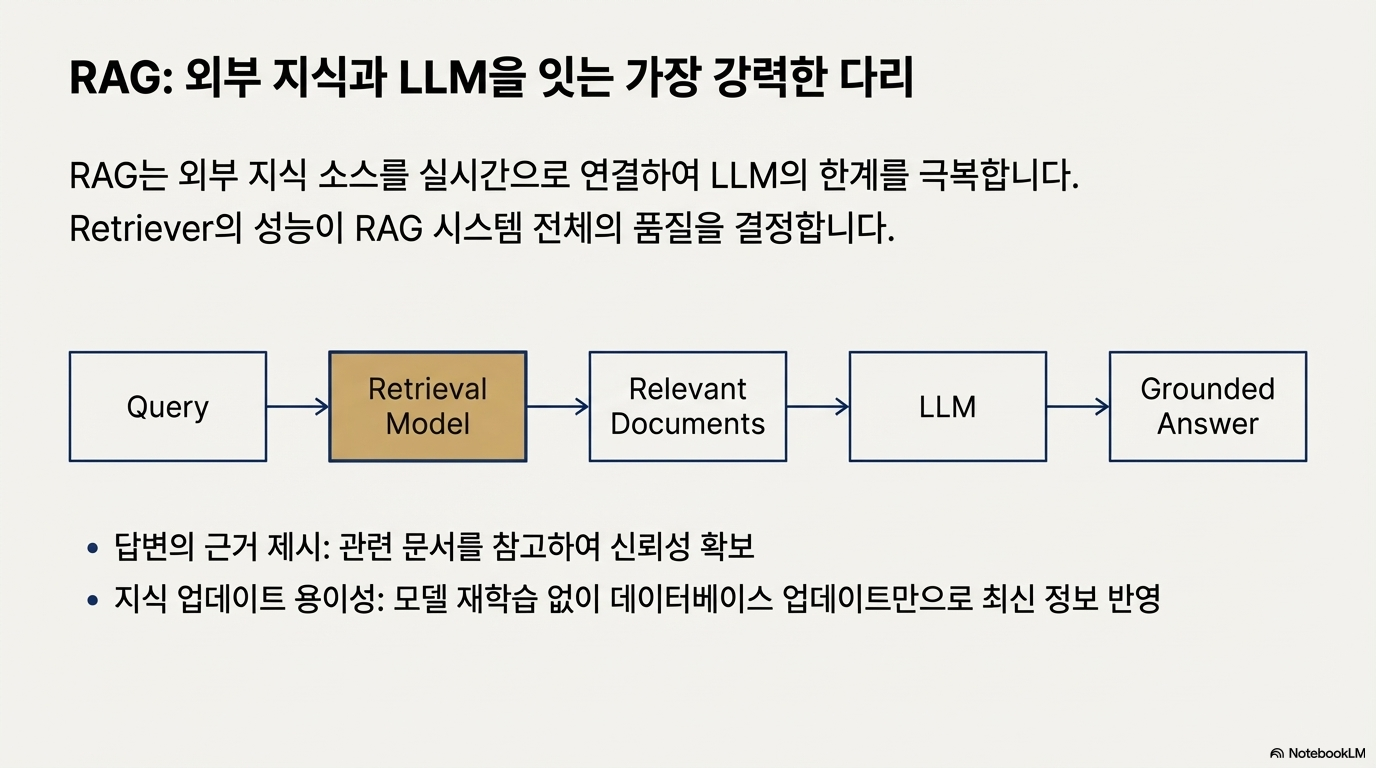 RAG: 외부 지식과 LLM을 잇는 가장 강력한 다리
RAG는 외부 지식 소스를 실시간으로 연결하여 LLM의 한계를 극복합니다.
Retriever의 성능이 RAG 시스템 전체의 품질을 결정합니다.
Query
Retrieval
Model
Relevant
Documents
LLM
Grounded
Answer
• 답변의 근거 제시: 관련 문서를 참고하여 신뢰성 확보
• 지식 업데이트 용이성: 모델 재학습 없이 데이터베이스 업데이트만으로 최신 정보 반영
NotebookLM